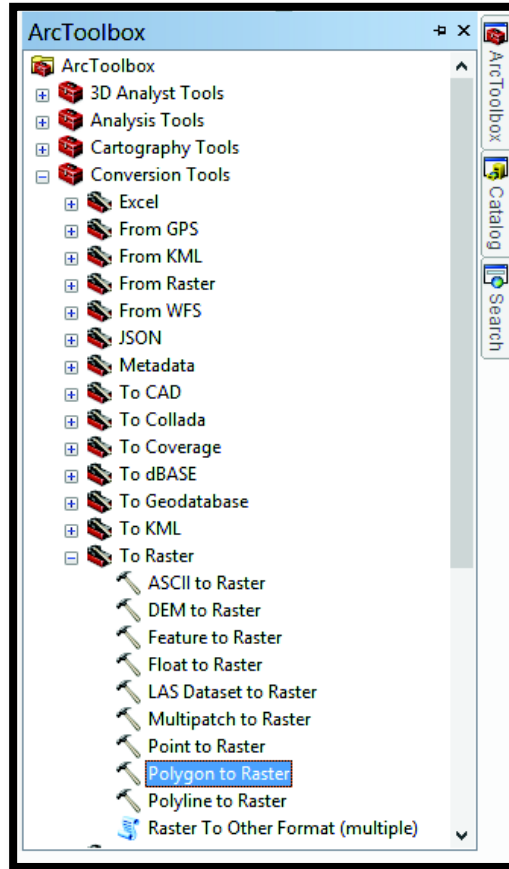 ArcToolbox
ArcToolbox
3D Analyst Tools
Analysis Tools
Cartography Tools
Conversion Tools
Excel
From GPS
From KML
From Raster
From WFS
JSON
Metadata
To CAD
To Collada
To Coverage
To dBASE
To Geodatabase
To KML
To Raster
ASCII to Raster
DEM to Raster
Feature to Raster
Float to Raster
LAS Dataset to Raster
Multipatch to Raster
Point to Raster
Polygon to Raster
Polyline to Raster
Raster To Other Format (multiple)
ArcToolbox
Catalog
Search